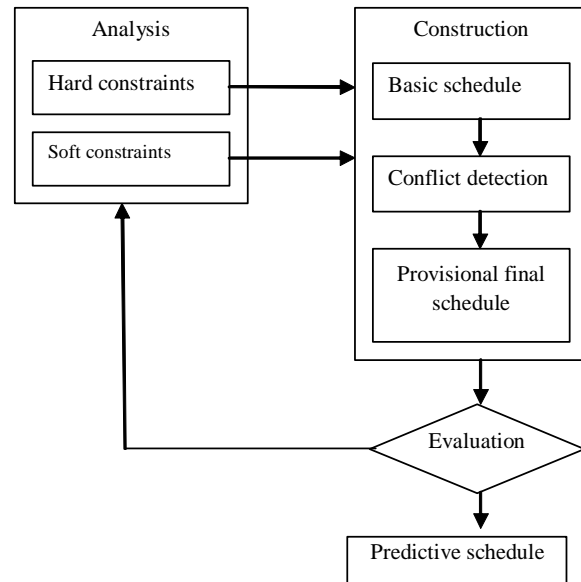 Analysis
Hard constraints
Soft constraints
Construction
Basic schedule
Conflict detection
Provisional final
schedule
Evaluation
Predictive schedule